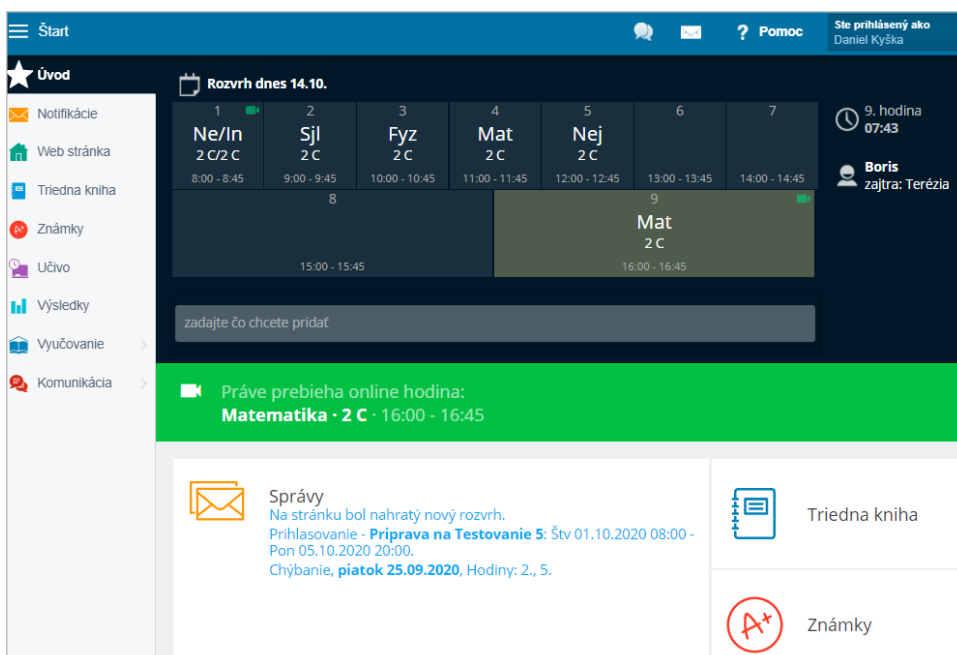 Štart
? Pomoc
Ste prihlásený ako
Daniel Kyška
Úvod
Notifikácie
Web stránka
Triedna kniha
Známky
Učivo
Výsledky
Vyučovanie
Komunikácia
Rozvrh dnes 14.10.
1 2 3 4 5 6 7
Ne/In Sjl Fyz Mat Nej
2 C/2 C 2 C 2 C 2 C 2 C
8:00 - 8:45 9:00 - 9:45 10:00 - 10:45 11:00 - 11:45 12:00 - 12:45 13:00 - 13:45 14:00 - 14:45
8 9
Mat
2 C
15:00 - 15:45 16:00 - 16:45
9. hodina
07:43
Boris
zajtra: Terézia
zadajte čo chcete pridať
Práve prebieha online hodina:
Matematika · 2 C · 16:00 - 16:45
Správy
Na stránku bol nahratý nový rozvrh.
Prihlasovanie - Priprava na Testovanie 5: Štv 01.10.2020 08:00 -
Pon 05.10.2020 20:00.
Chýbanie, piatok 25.09.2020, Hodiny: 2., 5.
Triedna kniha
A+
Známky